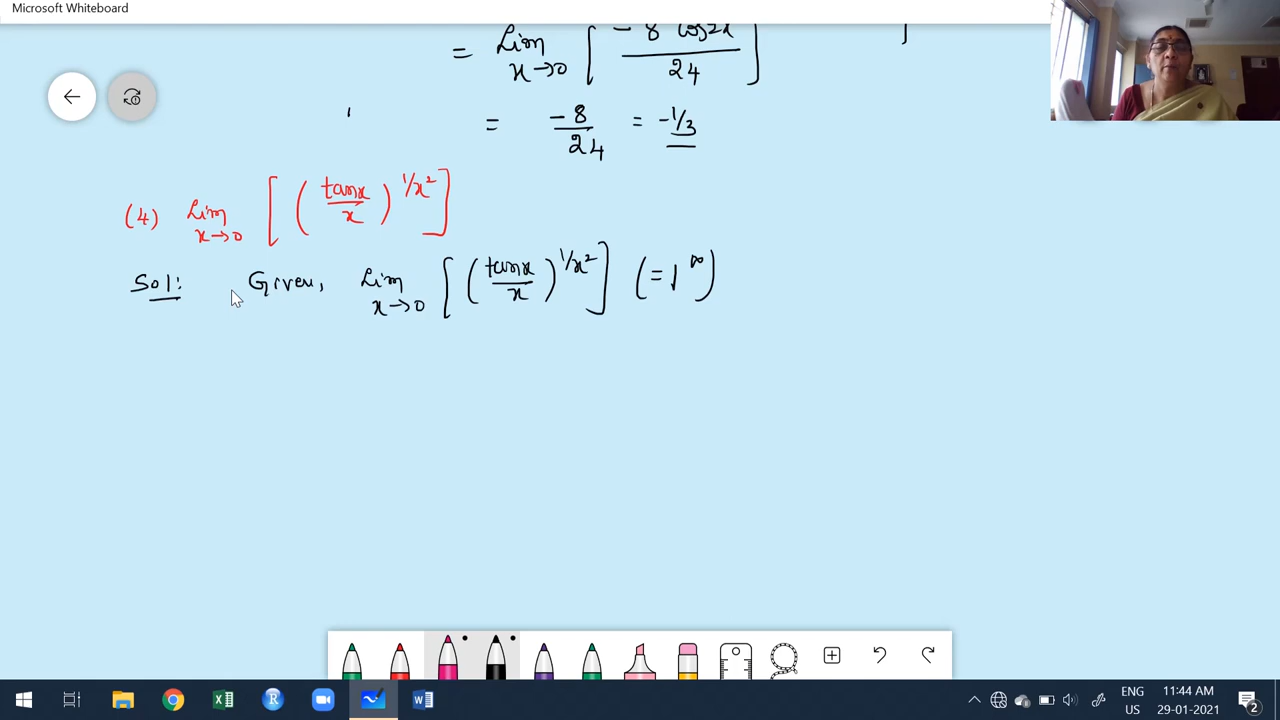 Microsoft Whiteboard
= Lim x→0 [ -8 cos2x / 24 ]
= -8/24 = -1/3
(4) Lim x→0 [ ( tanx / x )^1/x² ]
Sol: Given, Lim x→0 [ ( tanx / x )^1/x² ] ( = 1^∞ )
ENG
US
11:44 AM
29-01-2021
2